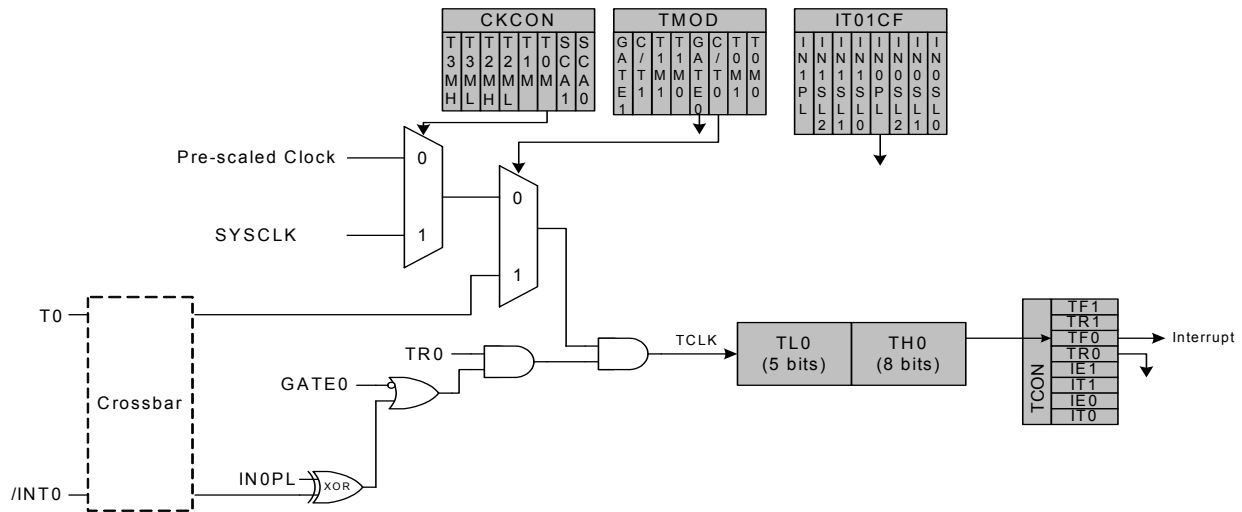 CKCON
T3MH T3ML T2MH T2ML T1M T0M SCA1 SCA0
TMOD
GATE1 C/T1 T1M1 T1M0 GATE0 C/T0 T0M1 T0M0
IT01CF
IN1PL IN1SL2 IN1SL1 IN1SL0 IN0PL IN0SL2 IN0SL1 IN0SL0
Pre-scaled Clock
0
SYSCLK
1
0
1
T0
Crossbar
/INT0
TR0
GATE0
IN0PL
XOR
TCLK
TL0
(5 bits)
TH0
(8 bits)
TCON
TF1
TR1
TF0
TR0
IE1
IT1
IE0
IT0
Interrupt